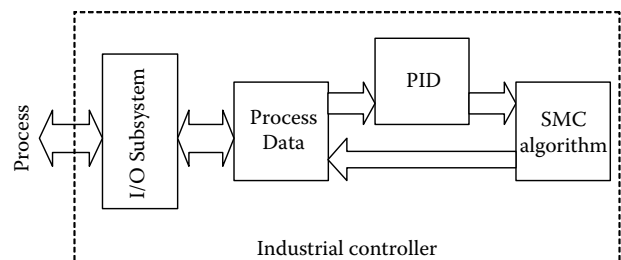 Process
I/O Subsystem
Process
Data
PID
SMC
algorithm
Industrial controller